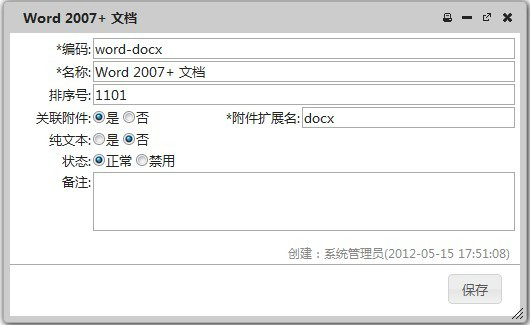 Word 2007+ 文档
*编码: word-docx
*名称: Word 2007+ 文档
排序号: 1101
关联附件: 是 否 *附件扩展名: docx
纯文本: 是 否
状态: 正常 禁用
备注:
创建：系统管理员(2012-05-15 17:51:08)
保存